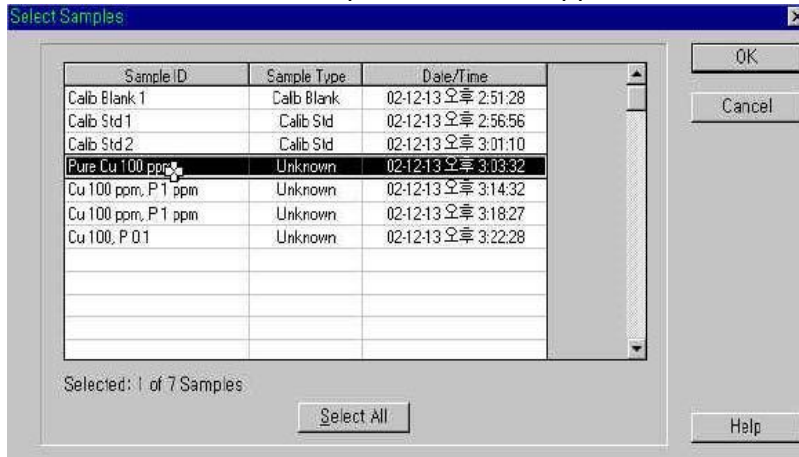 Select Samples
OK
Cancel
Sample ID Sample Type Date/Time
Calib Blank 1 Calib Blank 02-12-13 오후 2:51:28
Calib Std 1 Calib Std 02-12-13 오후 2:56:56
Calib Std 2 Calib Std 02-12-13 오후 3:01:10
Pure Cu 100 ppm Unknown 02-12-13 오후 3:03:32
Cu 100 ppm, P 1 ppm Unknown 02-12-13 오후 3:14:32
Cu 100 ppm, P 1 ppm Unknown 02-12-13 오후 3:18:27
Cu 100, P 0.1 Unknown 02-12-13 오후 3:22:28
Selected: 1 of 7 Samples
Select All
Help